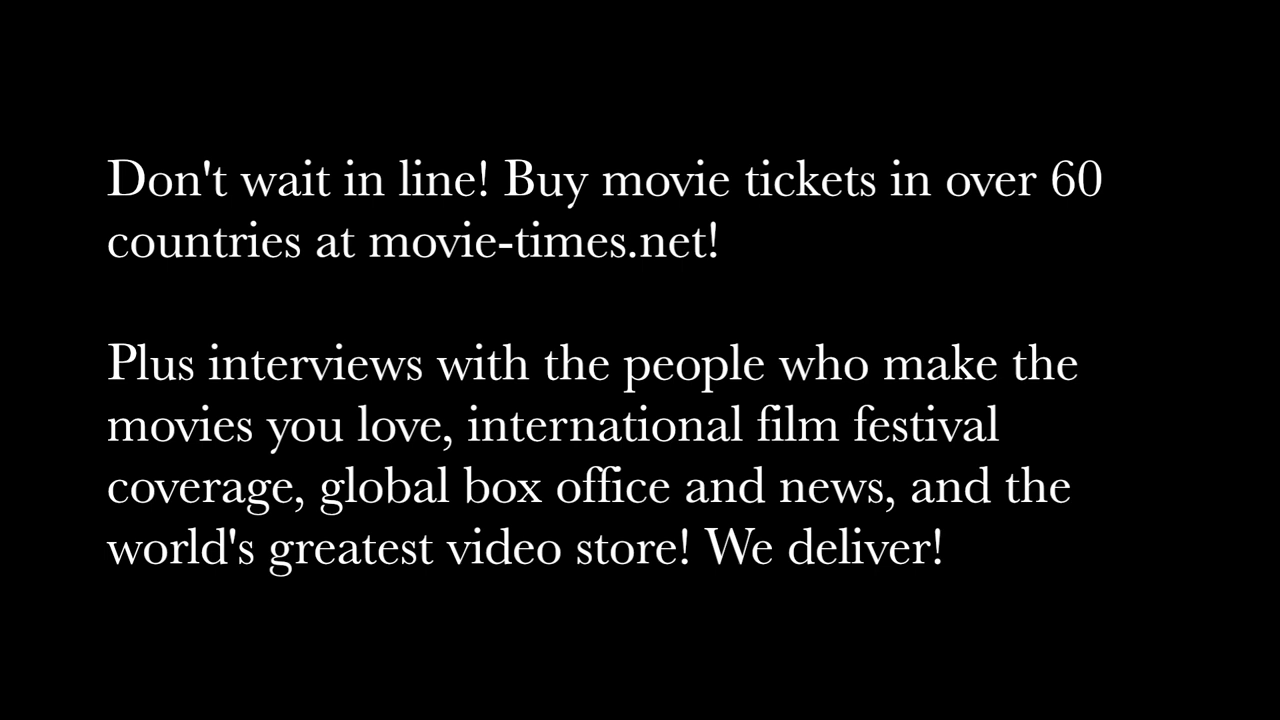 Don't wait in line! Buy movie tickets in over 60
countries at movie-times.net!
Plus interviews with the people who make the
movies you love, international film festival
coverage, global box office and news, and the
world's greatest video store! We deliver!